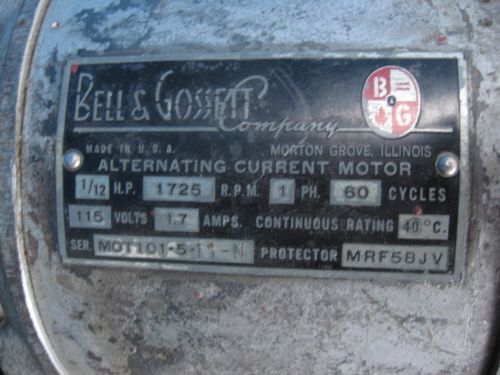 BELL & GOSSETT
Company
B G
MADE IN U.S.A. MORTON GROVE, ILLINOIS
ALTERNATING CURRENT MOTOR
1/12 H.P. 1725 R.P.M. 1 PH. 60 CYCLES
115 VOLTS 1.7 AMPS. CONTINUOUS RATING 40°C.
SER. MOT101-5-11-N PROTECTOR MRF58JV